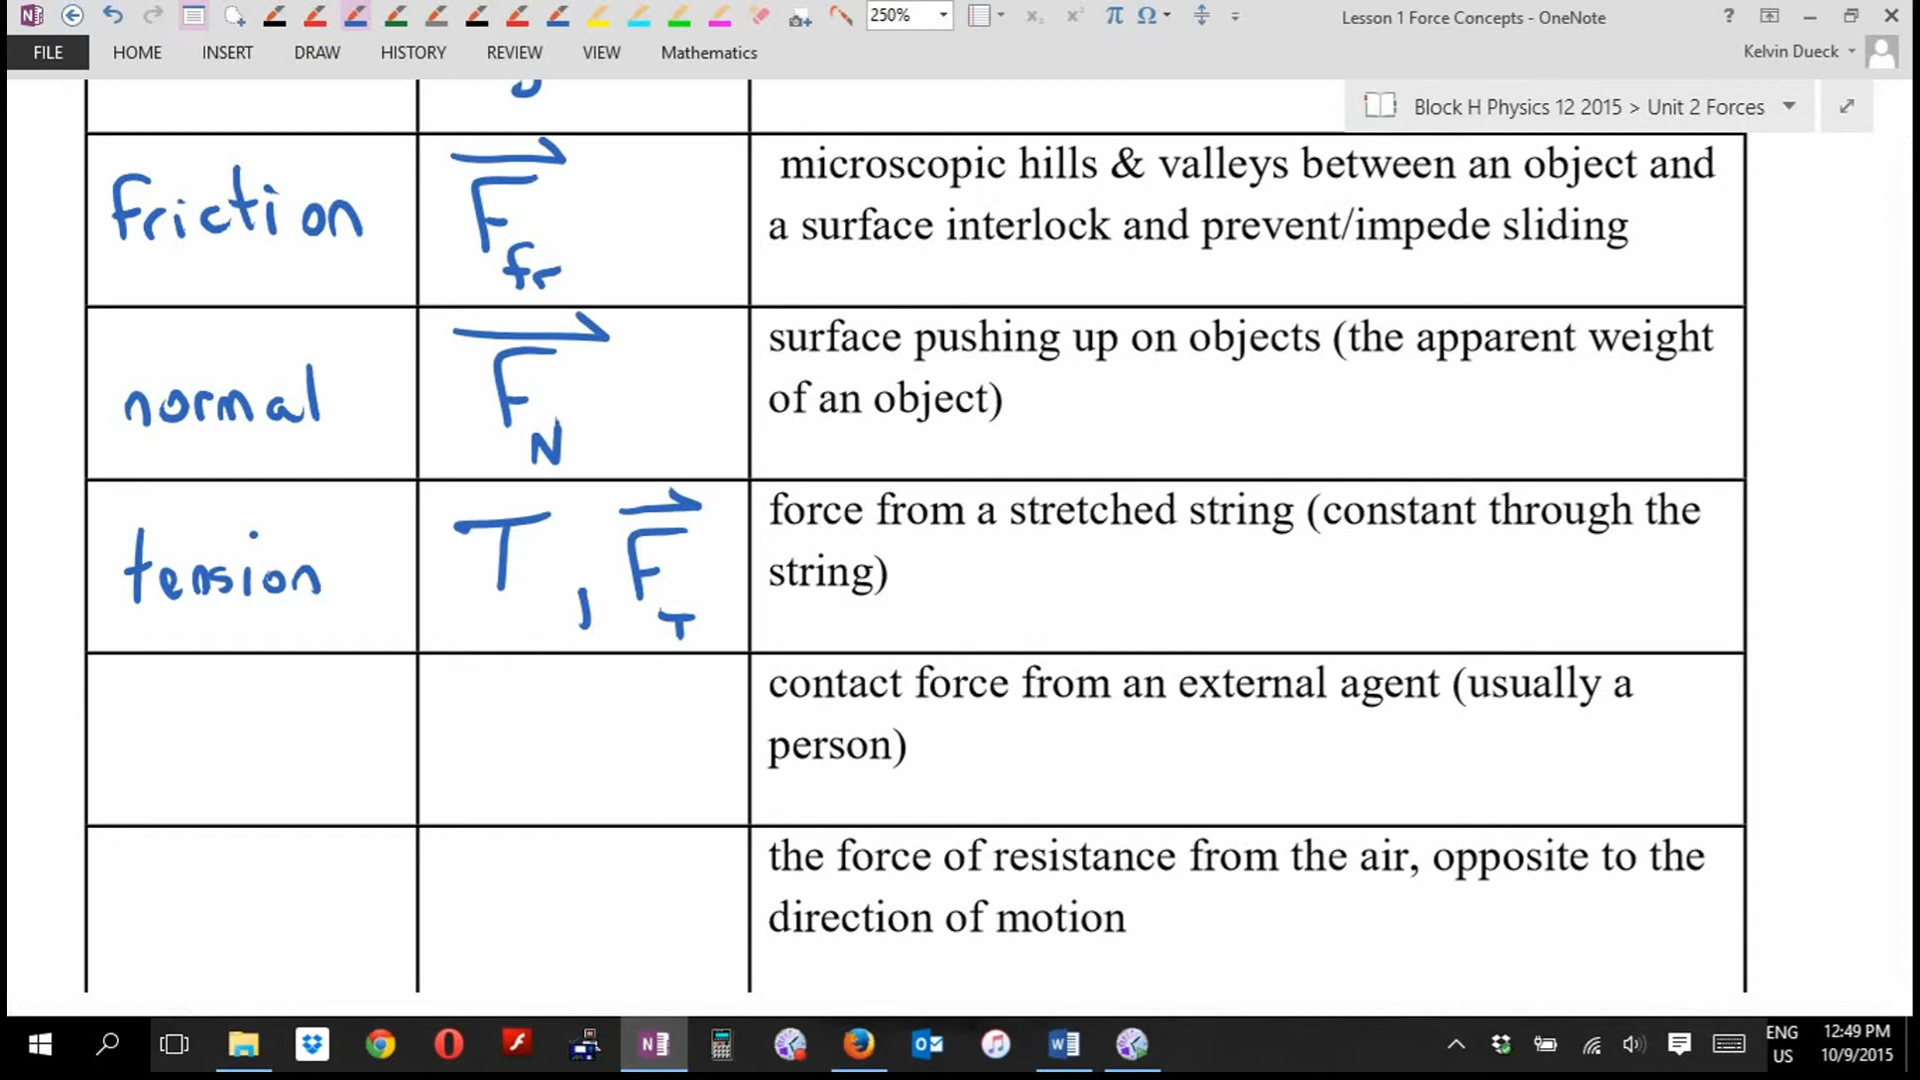 250%
Lesson 1 Force Concepts - OneNote
FILE HOME INSERT DRAW HISTORY REVIEW VIEW Mathematics
Kelvin Dueck
Block H Physics 12 2015 > Unit 2 Forces
friction
F fr
microscopic hills & valleys between an object and
a surface interlock and prevent/impede sliding
normal
F N
surface pushing up on objects (the apparent weight
of an object)
tension
T , F T
force from a stretched string (constant through the
string)
contact force from an external agent (usually a
person)
the force of resistance from the air, opposite to the
direction of motion
ENG
US
12:49 PM
10/9/2015